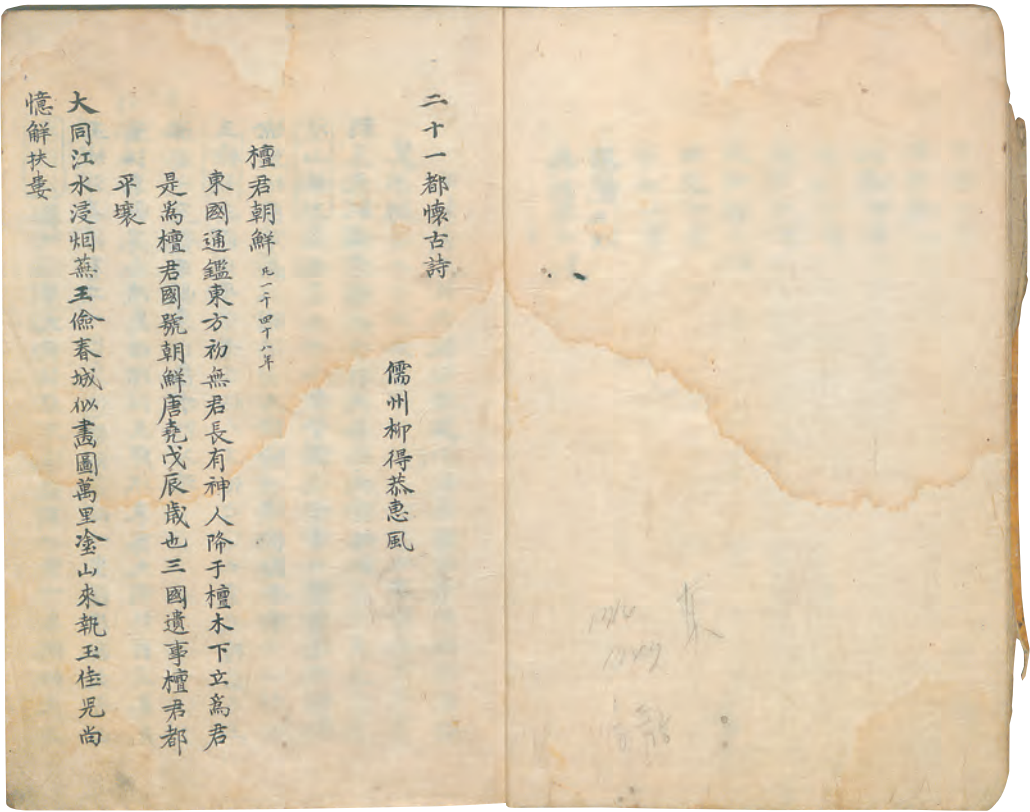 二十一都懷古詩
儒州柳得恭惠風
檀君朝鮮 凡一千四十八年
東國通鑑東方初無君長有神人降于檀木下立爲君
是爲檀君國號朝鮮唐堯戊辰歲也三國遺事檀君都
平壤
大同江水浸烟蕪王儉春城似畵圖萬里塗山來執玉佳兒尚
憶解扶婁